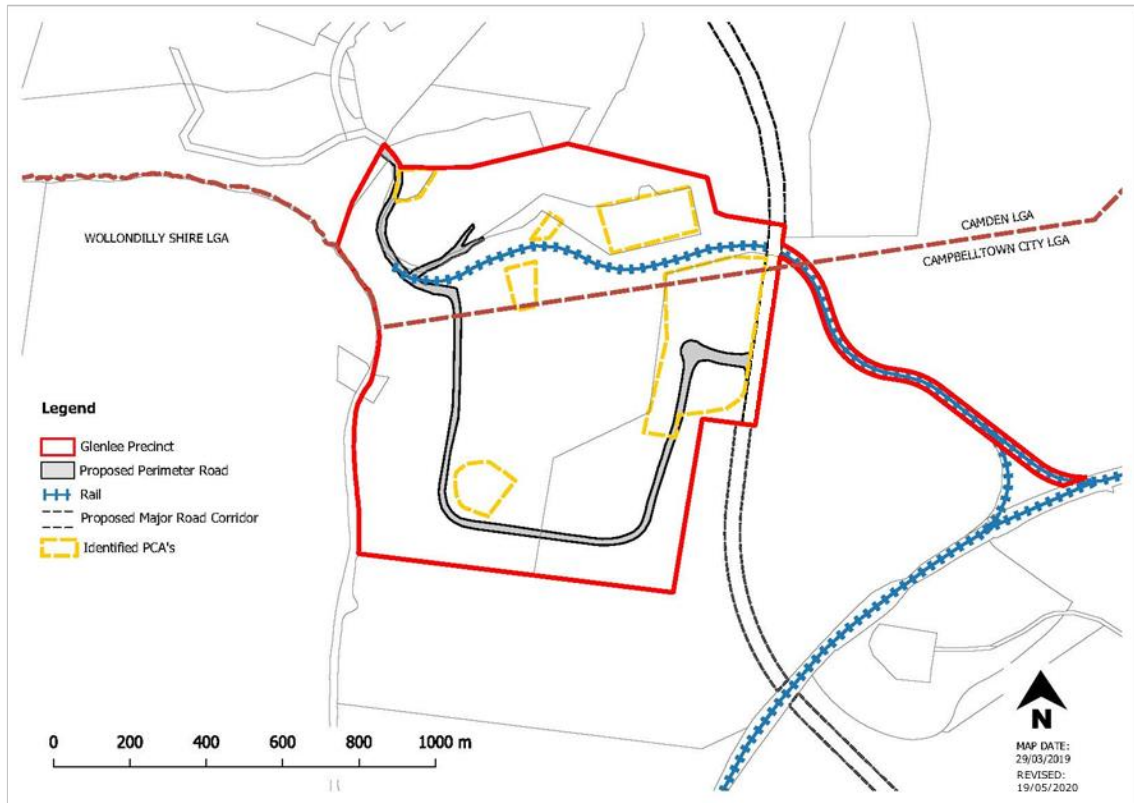 CAMDEN LGA
WOLLONDILLY SHIRE LGA
CAMPBELLTOWN CITY LGA
Legend
Glenlee Precinct
Proposed Perimeter Road
Rail
Proposed Major Road Corridor
Identified PCA's
0 200 400 600 800 1000 m
N
MAP DATE:
29/03/2019
REVISED:
19/05/2020